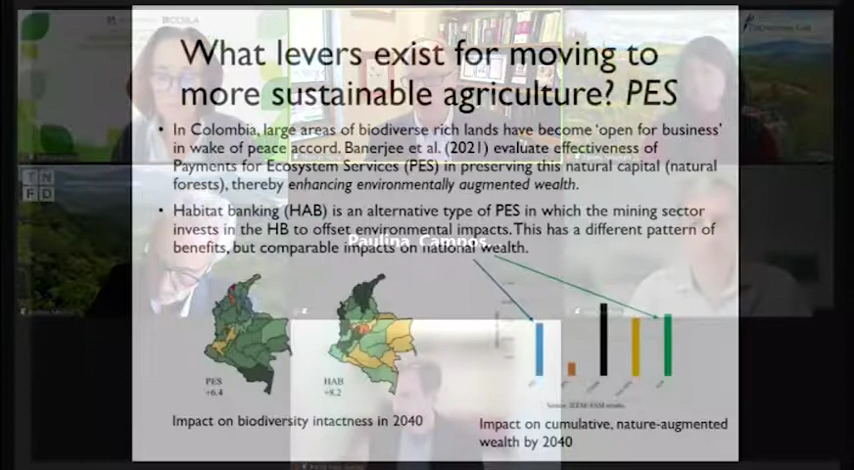 What levers exist for moving to
more sustainable agriculture? PES
• In Colombia, large areas of biodiverse rich lands have become 'open for business'
in wake of peace accord. Banerjee et al. (2021) evaluate effectiveness of
Payments for Ecosystem Services (PES) in preserving this natural capital (natural
forests), thereby enhancing environmentally augmented wealth.
• Habitat banking (HAB) is an alternative type of PES in which the mining sector
invests in the HB to offset environmental impacts. This has a different pattern of
benefits, but comparable impacts on national wealth.
Paulina Campos
TN
FD
PES
+6.4
HAB
+8.2
Impact on biodiversity intactness in 2040
Impact on cumulative, nature-augmented
wealth by 2040